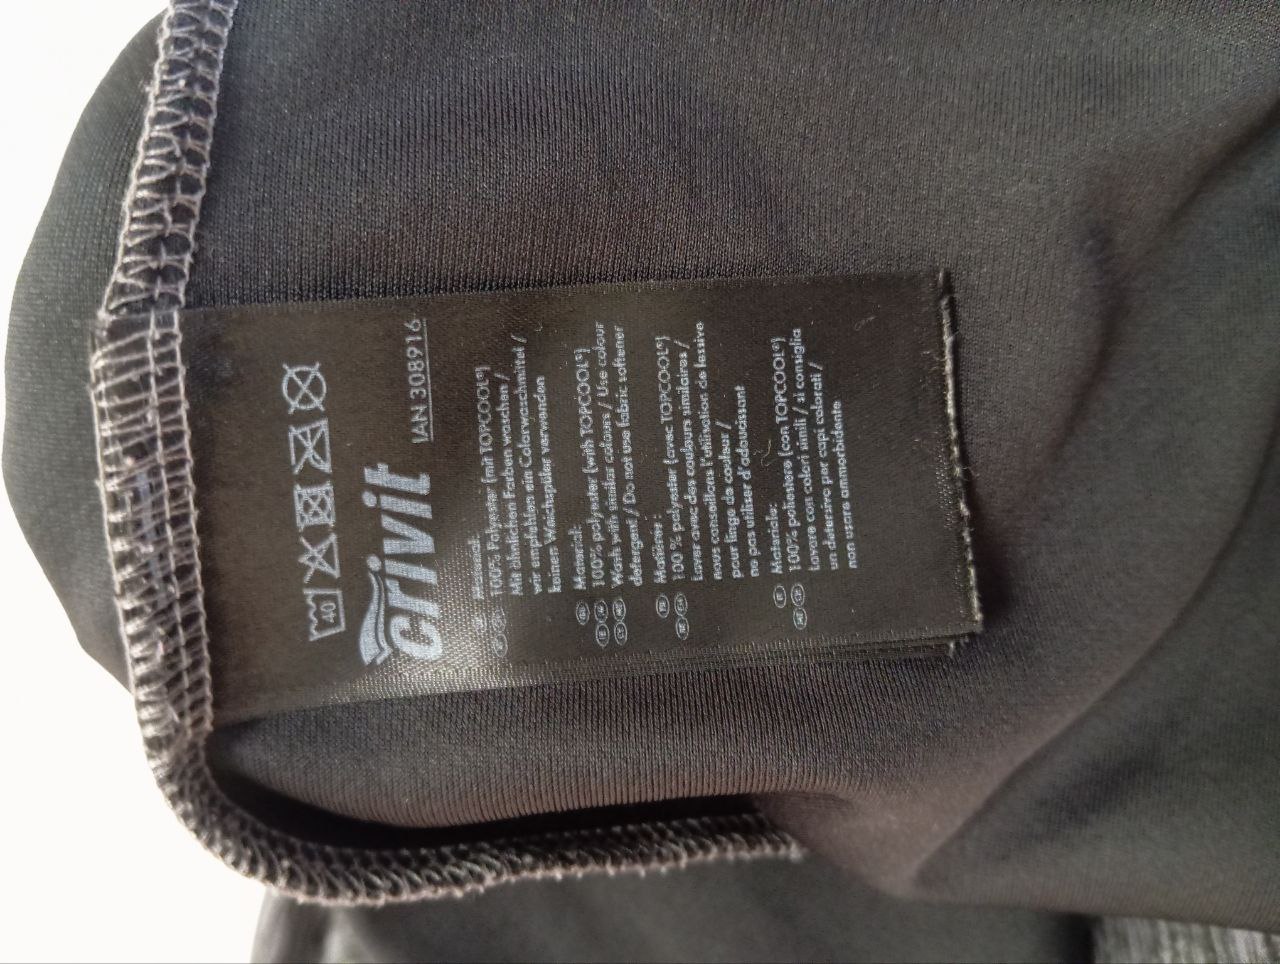 40
crivit
IAN 308916
Material:
100% Polyester (mit TOPCOOL®)
Mit ähnlichen Farben waschen /
wir empfehlen ein Colorwaschmittel /
keinen Weichspüler verwenden
Material:
100% polyester (with TOPCOOL®)
Wash with similar colours / Use colour
detergent / Do not use fabric softener
Matières :
100 % polyester (avec TOPCOOL®)
Laver avec des couleurs similaires /
nous conseillons l'utilisation de lessive
pour linge de couleur /
ne pas utiliser d'adoucissant
Materiale:
100% poliestere (con TOPCOOL®)
Lavare con colori simili / si consiglia
un detersivo per capi colorati /
non usare ammorbidente